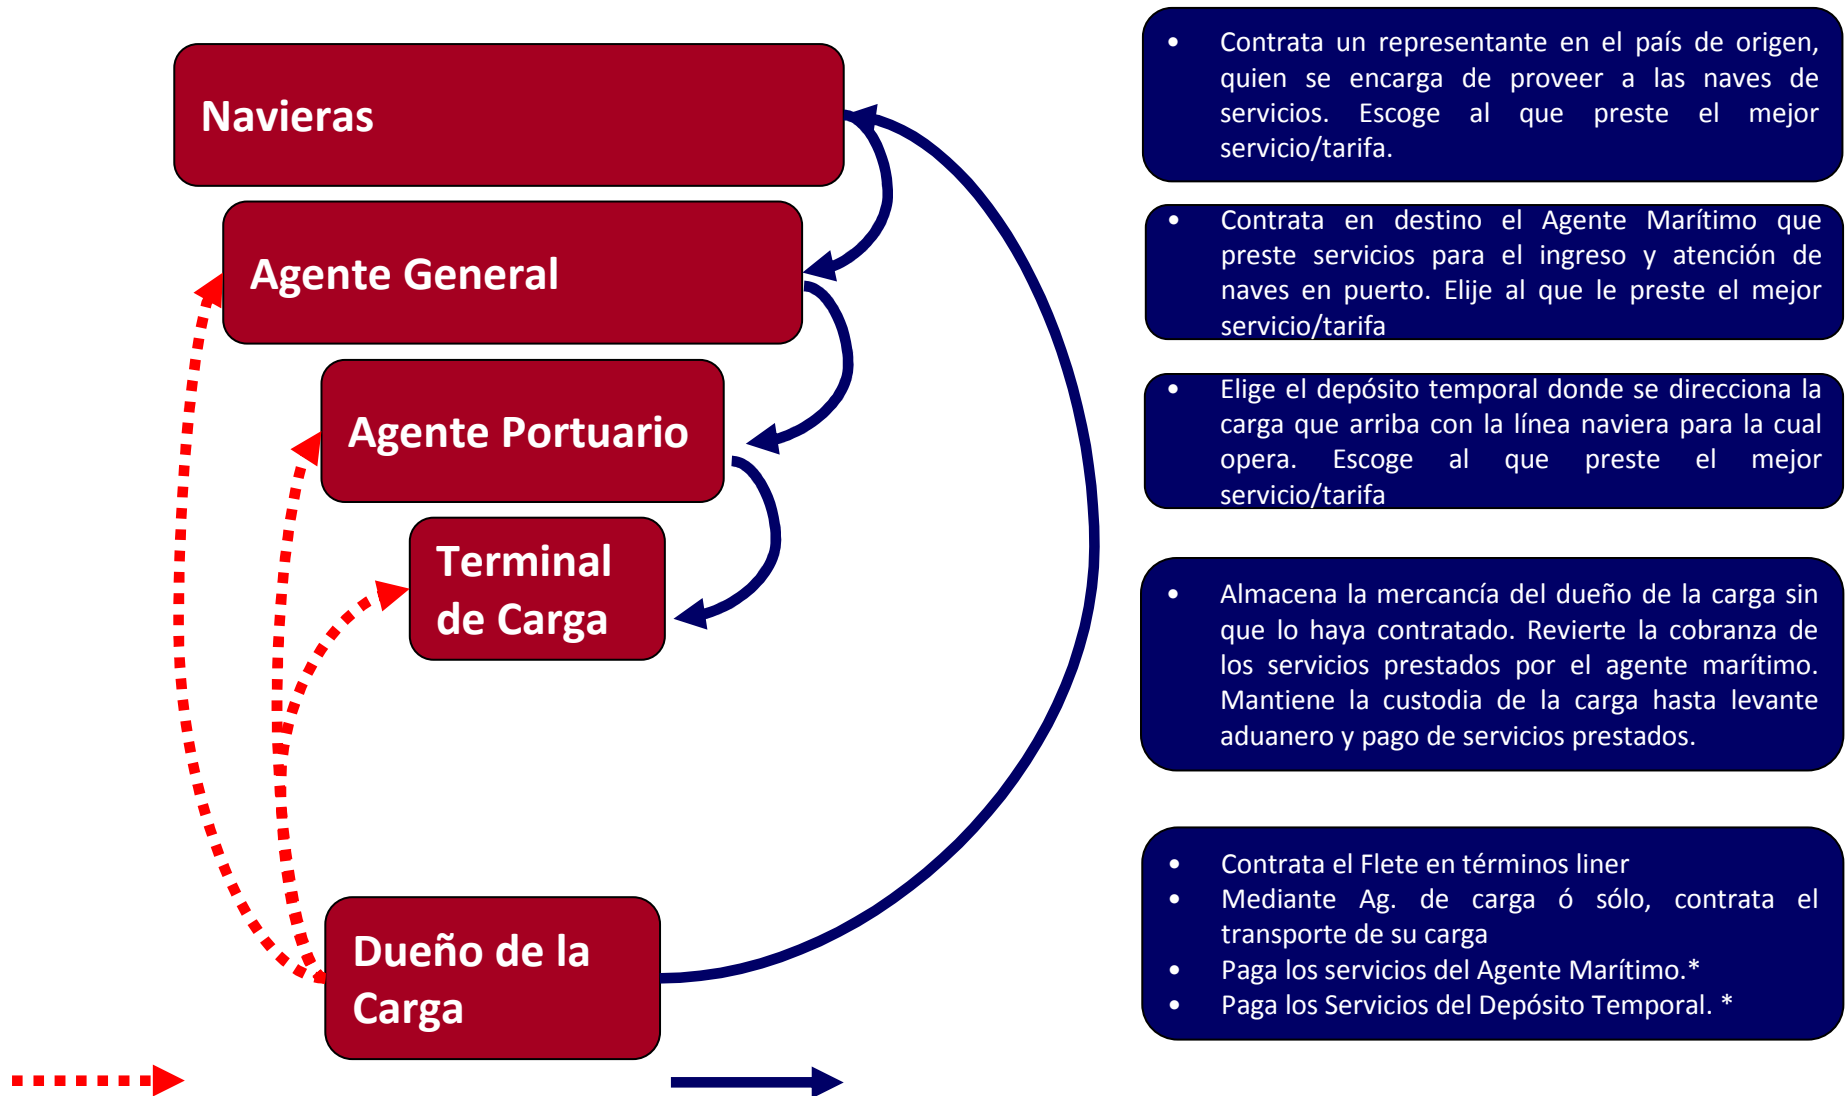 Navieras
• Contrata un representante en el país de origen,
quien se encarga de proveer a las naves de
servicios. Escoge al que preste el mejor
servicio/tarifa.
Agente General
• Contrata en destino el Agente Marítimo que
preste servicios para el ingreso y atención de
naves en puerto. Elije al que le preste el mejor
servicio/tarifa
Agente Portuario
• Elige el depósito temporal donde se direcciona la
carga que arriba con la línea naviera para la cual
opera. Escoge al que preste el mejor
servicio/tarifa
Terminal
de Carga
• Almacena la mercancía del dueño de la carga sin
que lo haya contratado. Revierte la cobranza de
los servicios prestados por el agente marítimo.
Mantiene la custodia de la carga hasta levante
aduanero y pago de servicios prestados.
Dueño de la
Carga
• Contrata el Flete en términos liner
• Mediante Ag. de carga ó sólo, contrata el
transporte de su carga
• Paga los servicios del Agente Marítimo.*
• Paga los Servicios del Depósito Temporal. *